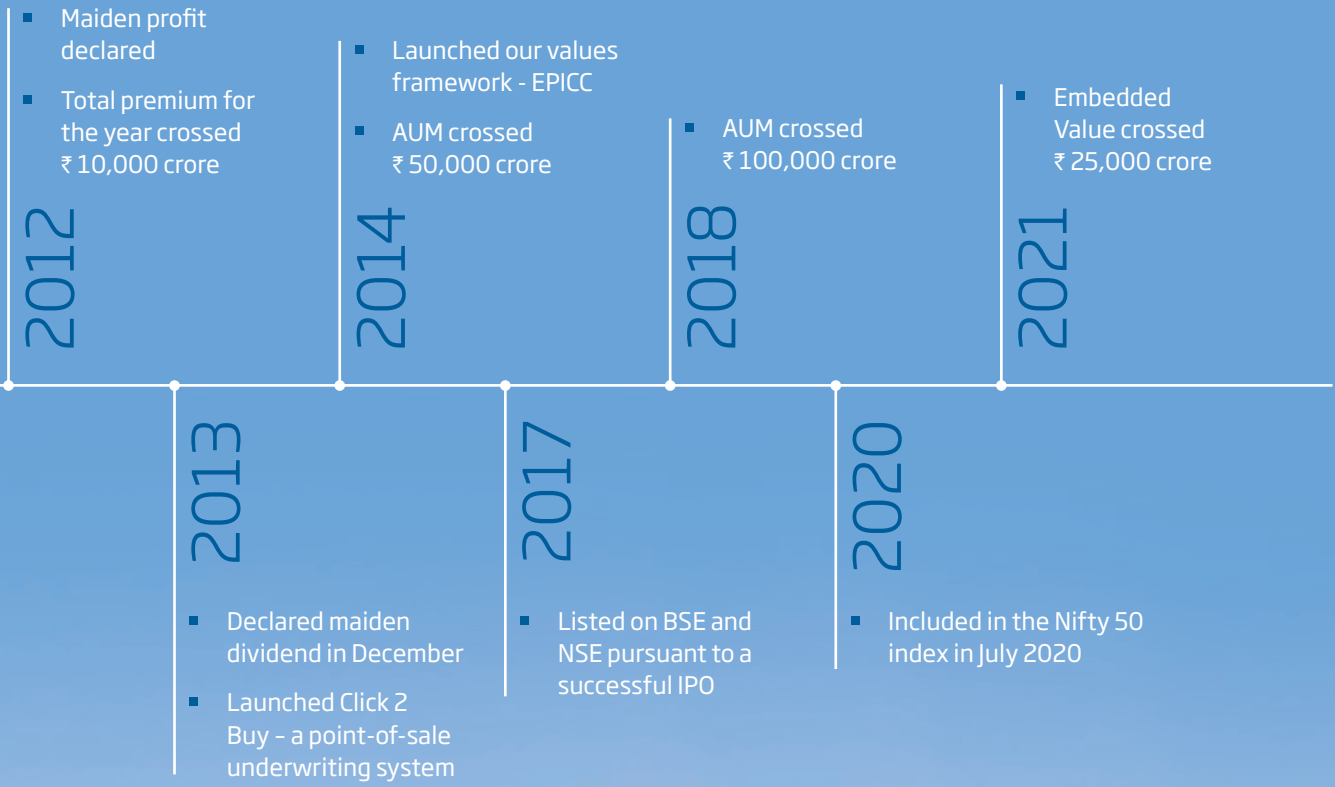 ▪ Maiden profit
declared
▪ Total premium for
the year crossed
₹ 10,000 crore
2012
▪ Declared maiden
dividend in December
▪ Launched Click 2
Buy – a point-of-sale
underwriting system
2013
▪ Launched our values
framework - EPICC
▪ AUM crossed
₹ 50,000 crore
2014
▪ Listed on BSE and
NSE pursuant to a
successful IPO
2017
▪ AUM crossed
₹ 100,000 crore
2018
▪ Included in the Nifty 50
index in July 2020
2020
▪ Embedded
Value crossed
₹ 25,000 crore
2021